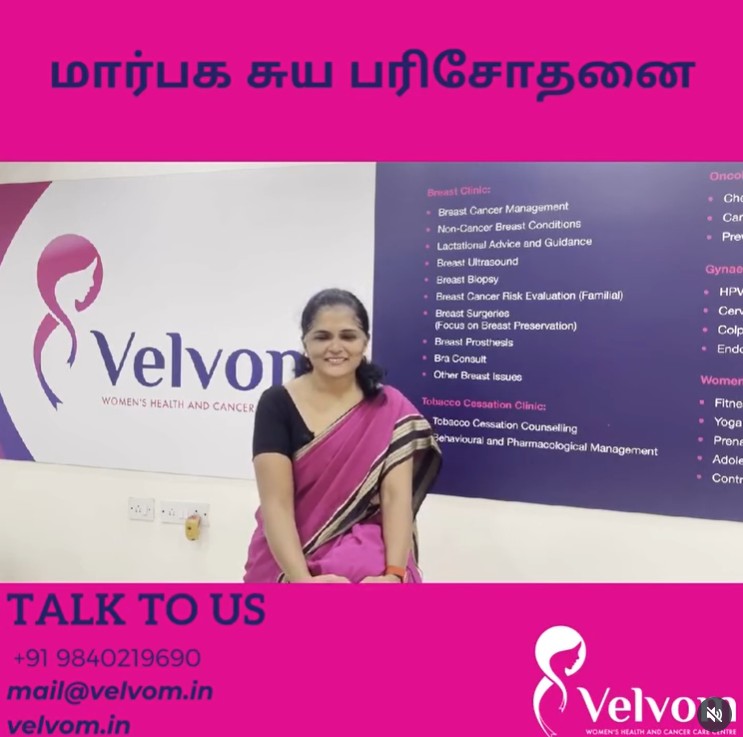 மார்பக சுய பரிசோதனை
Velvom
WOMEN'S HEALTH AND CANCER
Breast Clinic:
Breast Cancer Management
Non-Cancer Breast Conditions
Lactational Advice and Guidance
Breast Ultrasound
Breast Biopsy
Breast Cancer Risk Evaluation (Familial)
Breast Surgeries
(Focus on Breast Preservation)
Breast Prosthesis
Bra Consult
Other Breast Issues
Tobacco Cessation Clinic:
Tobacco Cessation Counselling
Behavioural and Pharmacological Management
HPV
Women
Yoga
TALK TO US
+91 9840219690
mail@velvom.in
velvom.in
Velvom
WOMEN'S HEALTH AND CANCER CARE CENTRE